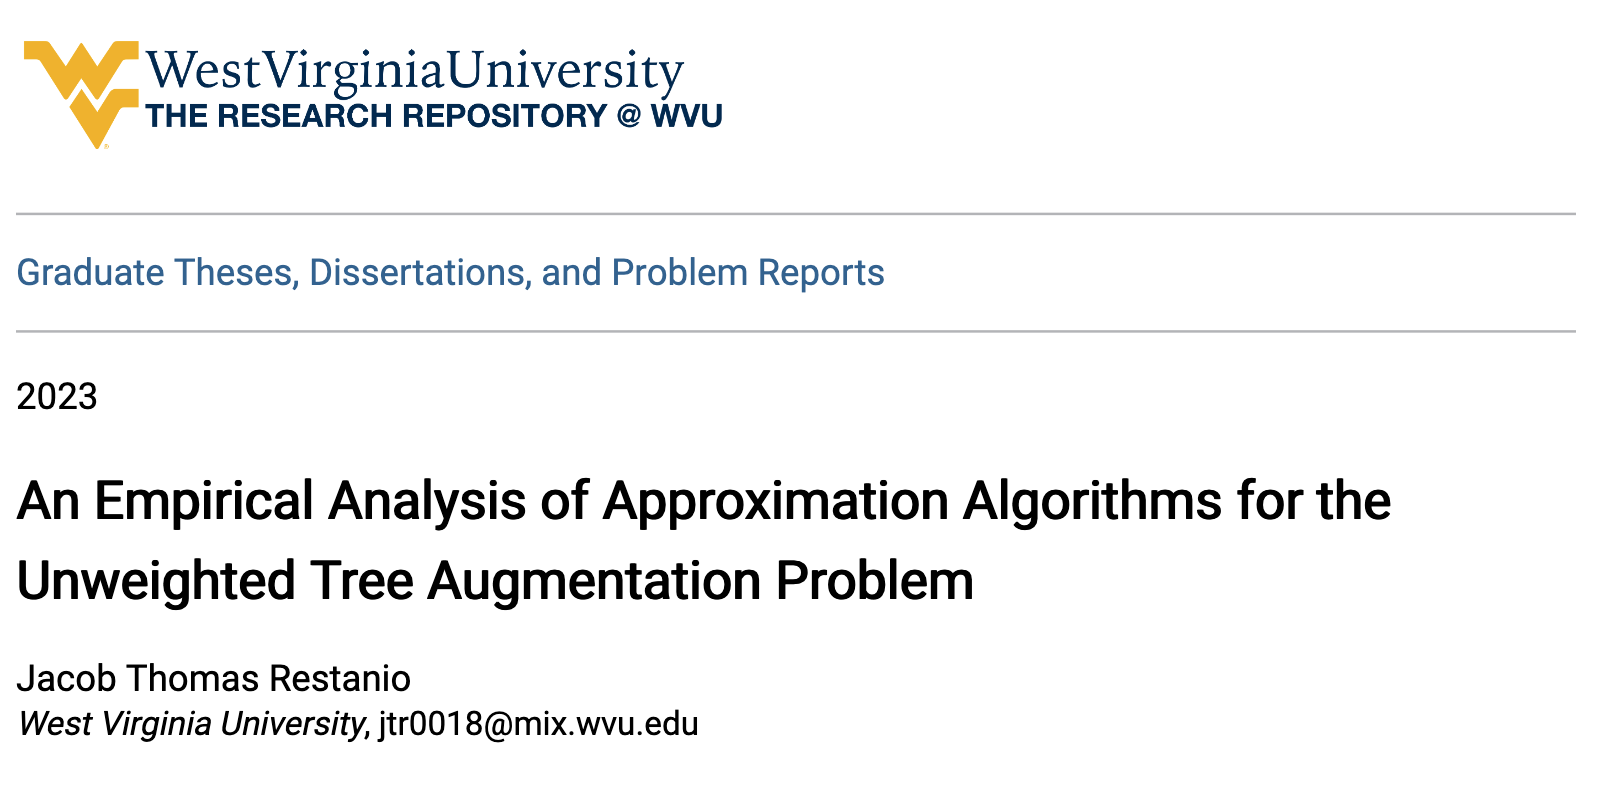 WestVirginiaUniversity
THE RESEARCH REPOSITORY @ WVU
Graduate Theses, Dissertations, and Problem Reports
2023
An Empirical Analysis of Approximation Algorithms for the
Unweighted Tree Augmentation Problem
Jacob Thomas Restanio
West Virginia University, jtr0018@mix.wvu.edu